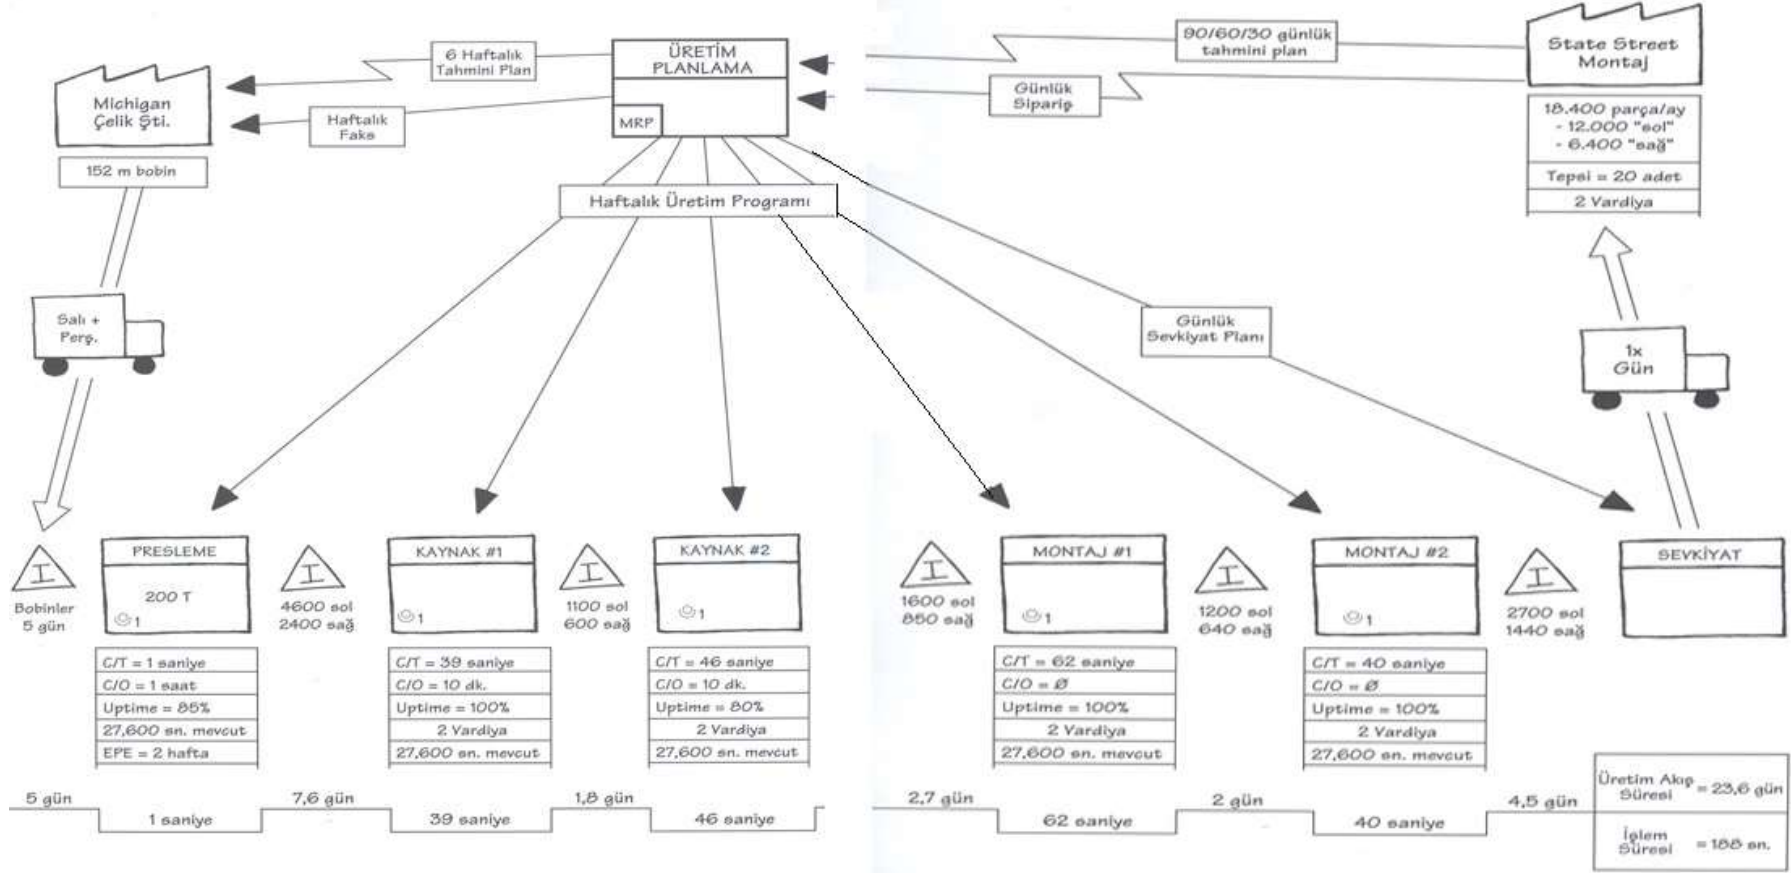 6 Haftalık
Tahmini Plan
ÜRETİM
PLANLAMA
MRP
90/60/30 günlük
tahmini plan
State Street
Montaj
Michigan
Çelik Şti.
Haftalık
Faks
Günlük
Sipariş
18.400 parça/ay
- 12.000 "sol"
- 6.400 "sağ"
Tepsi = 20 adet
2 Vardiya
152 m bobin
Haftalık Üretim Programı
Salı +
Perş.
Günlük
Sevkiyat Planı
1x
Gün
I
Bobinler
5 gün
PRESLEME
200 T
1
I
4600 sol
2400 sağ
KAYNAK #1
1
I
1100 sol
600 sağ
KAYNAK #2
1
I
1600 sol
850 sağ
MONTAJ #1
1
I
1200 sol
640 sağ
MONTAJ #2
1
I
2700 sol
1440 sağ
SEVKİYAT
C/T = 1 saniye
C/O = 1 saat
Uptime = 85%
27,600 sn. mevcut
EPE = 2 hafta
C/T = 39 saniye
C/O = 10 dk.
Uptime = 100%
2 Vardiya
27,600 sn. mevcut
C/T = 46 saniye
C/O = 10 dk.
Uptime = 80%
2 Vardiya
27,600 sn. mevcut
C/T = 62 saniye
C/O = Ø
Uptime = 100%
2 Vardiya
27,600 sn. mevcut
C/T = 40 saniye
C/O = Ø
Uptime = 100%
2 Vardiya
27,600 sn. mevcut
5 gün
1 saniye
7,6 gün
39 saniye
1,8 gün
46 saniye
2,7 gün
62 saniye
2 gün
40 saniye
4,5 gün
Üretim Akış
Süresi = 23,6 gün
İşlem
Süresi = 188 sn.